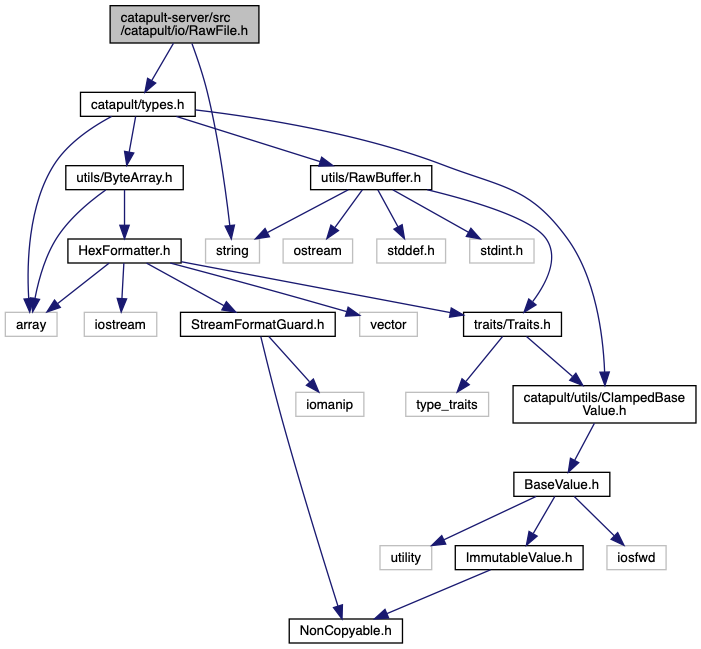 catapult-server/src
/catapult/io/RawFile.h
catapult/types.h
utils/ByteArray.h
utils/RawBuffer.h
HexFormatter.h
string
ostream
stddef.h
stdint.h
array
iostream
StreamFormatGuard.h
vector
traits/Traits.h
iomanip
type_traits
catapult/utils/ClampedBase
Value.h
BaseValue.h
utility
ImmutableValue.h
iosfwd
NonCopyable.h